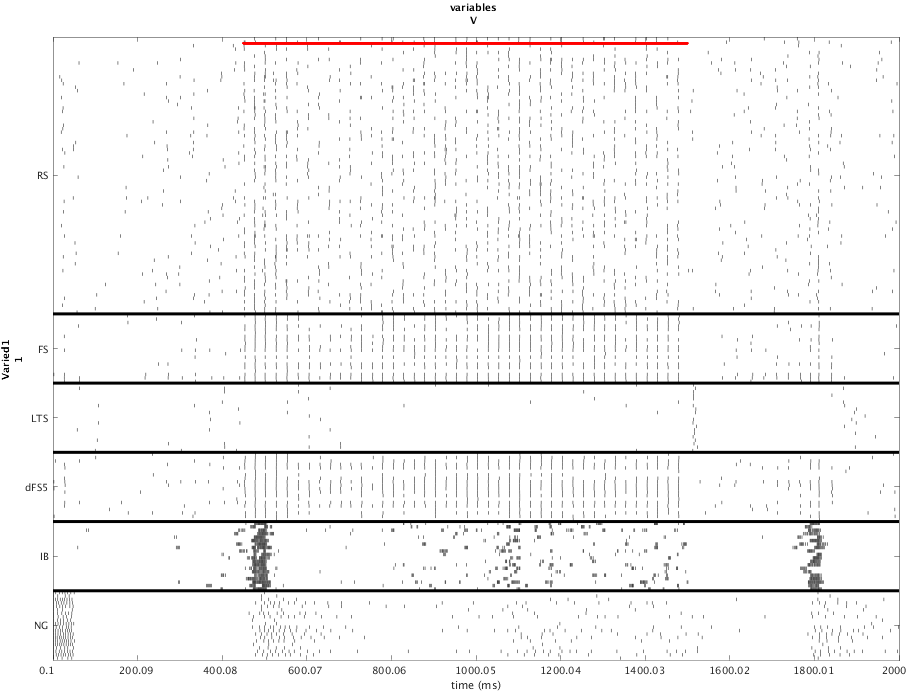 variables
V
Varied1
1
RS
FS
LTS
dFS5
IB
NG
0.1 200.09 400.08 600.07 800.06 1000.05 1200.04 1400.03 1600.02 1800.01 2000
time (ms)